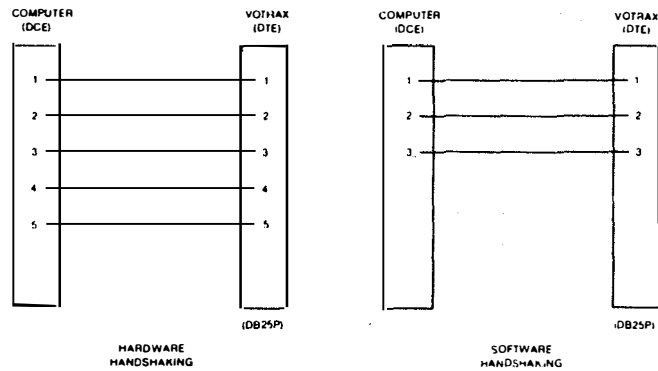 COMPUTER
(DCE)
VOTRAX
(DTE)
1 1
2 2
3 3
4 4
5 5
(DB25P)
HARDWARE
HANDSHAKING
COMPUTER
(DCE)
VOTRAX
(DTE)
1 1
2 2
3 3
(DB25P)
SOFTWARE
HANDSHAKING